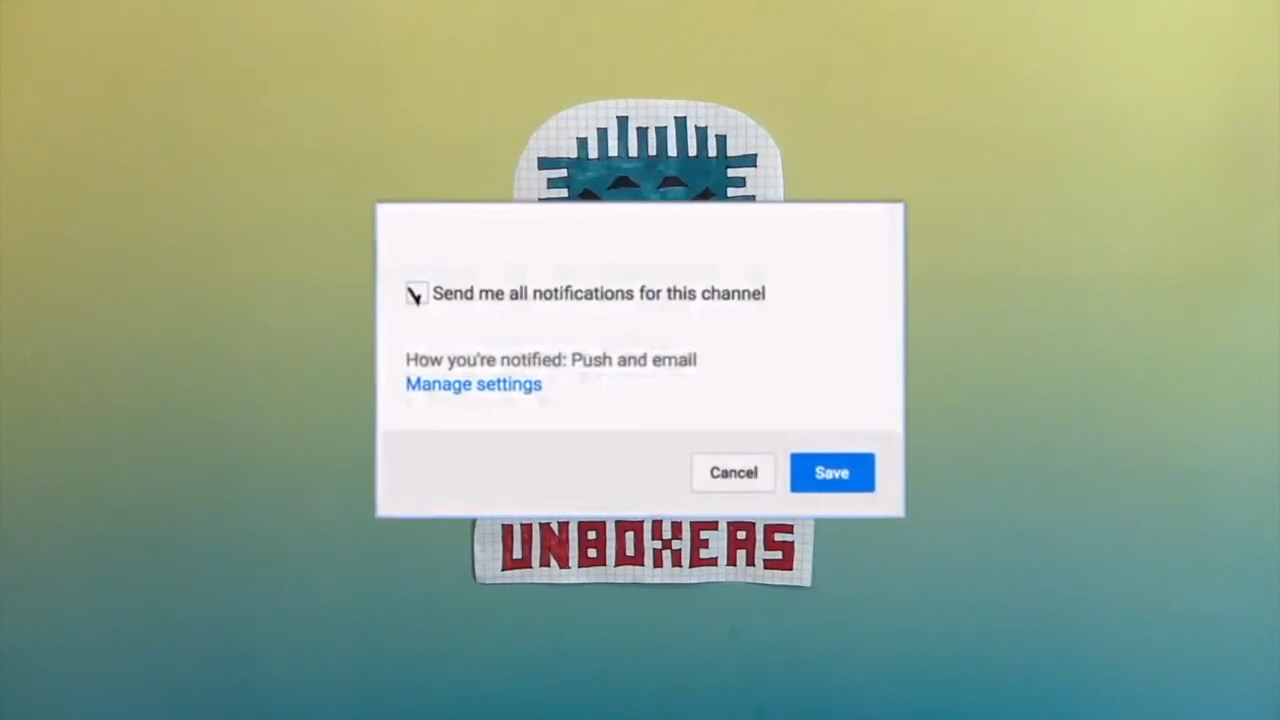 Send me all notifications for this channel
How you're notified: Push and email
Manage settings
Cancel
Save
UNBOXERS